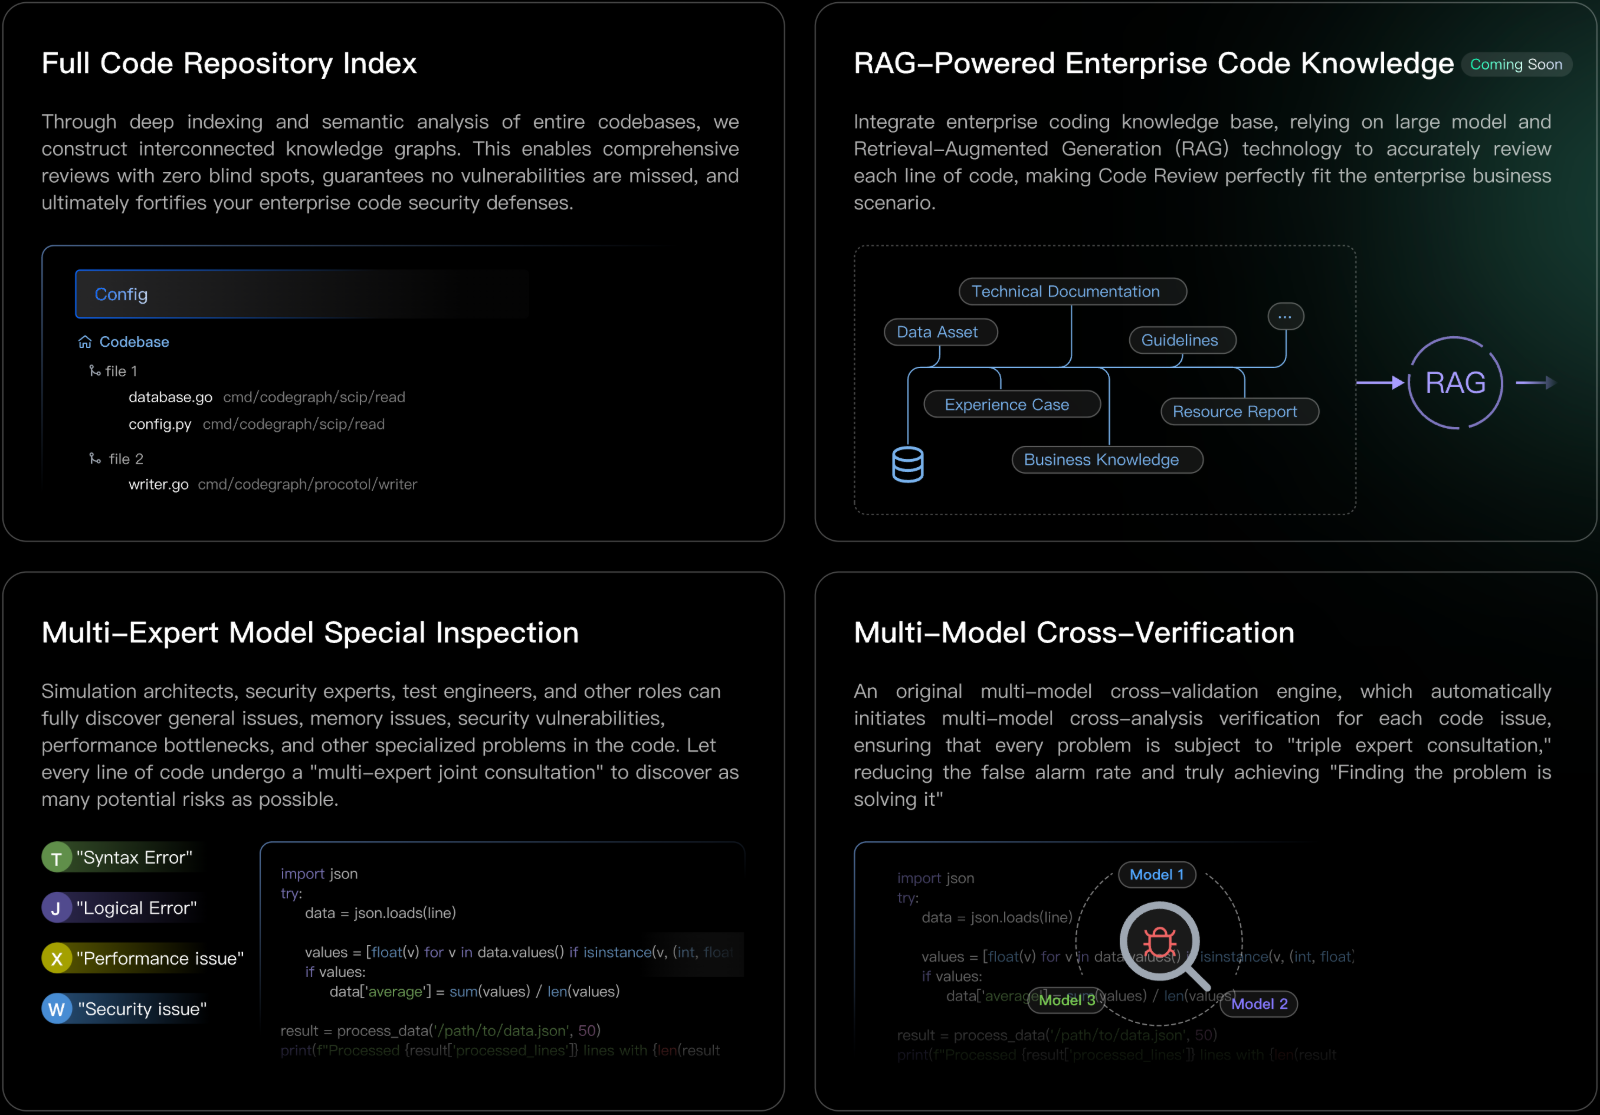 Full Code Repository Index
Through deep indexing and semantic analysis of entire codebases, we
construct interconnected knowledge graphs. This enables comprehensive
reviews with zero blind spots, guarantees no vulnerabilities are missed, and
ultimately fortifies your enterprise code security defenses.
Config
Codebase
file 1
database.go cmd/codegraph/scip/read
config.py cmd/codegraph/scip/read
file 2
writer.go cmd/codegraph/procotol/writer
RAG-Powered Enterprise Code Knowledge Coming Soon
Integrate enterprise coding knowledge base, relying on large model and
Retrieval-Augmented Generation (RAG) technology to accurately review
each line of code, making Code Review perfectly fit the enterprise business
scenario.
Technical Documentation
...
Data Asset
Guidelines
RAG
Experience Case
Resource Report
Business Knowledge
Multi-Expert Model Special Inspection
Simulation architects, security experts, test engineers, and other roles can
fully discover general issues, memory issues, security vulnerabilities,
performance bottlenecks, and other specialized problems in the code. Let
every line of code undergo a "multi-expert joint consultation" to discover as
many potential risks as possible.
T "Syntax Error"
J "Logical Error"
X "Performance issue"
W "Security issue"
import json
try:
data = json.loads(line)
values = [float(v) for v in data.values() if isinstance(v, (int, float
if values:
data['average'] = sum(values) / len(values)
result = process_data('/path/to/data.json', 50)
print(f"Processed {result['processed_lines']} lines with {len(result
Multi-Model Cross-Verification
An original multi-model cross-validation engine, which automatically
initiates multi-model cross-analysis verification for each code issue,
ensuring that every problem is subject to "triple expert consultation,"
reducing the false alarm rate and truly achieving "Finding the problem is
solving it"
Model 1
import json
try:
data = json.loads(line)
values = [float(v) for v in data.values() if isinstance(v, (int, float)
if values:
data['average'] = sum(values) / len(values)
Model 3
Model 2
result = process_data('/path/to/data.json', 50)
print(f"Processed {result['processed_lines']} lines with {len(result